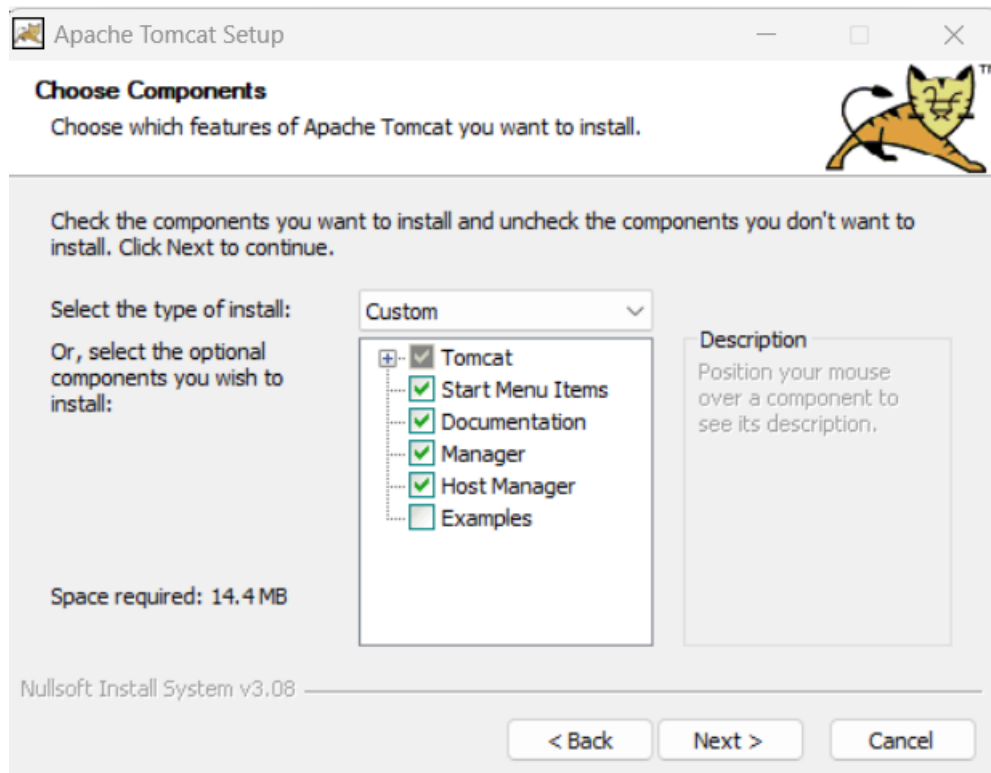 Apache Tomcat Setup
Choose Components
Choose which features of Apache Tomcat you want to install.
TM
Check the components you want to install and uncheck the components you don't want to
install. Click Next to continue.
Select the type of install:
Custom
Or, select the optional
components you wish to
install:
Tomcat
Start Menu Items
Documentation
Manager
Host Manager
Examples
Description
Position your mouse
over a component to
see its description.
Space required: 14.4 MB
Nullsoft Install System v3.08
< Back
Next >
Cancel